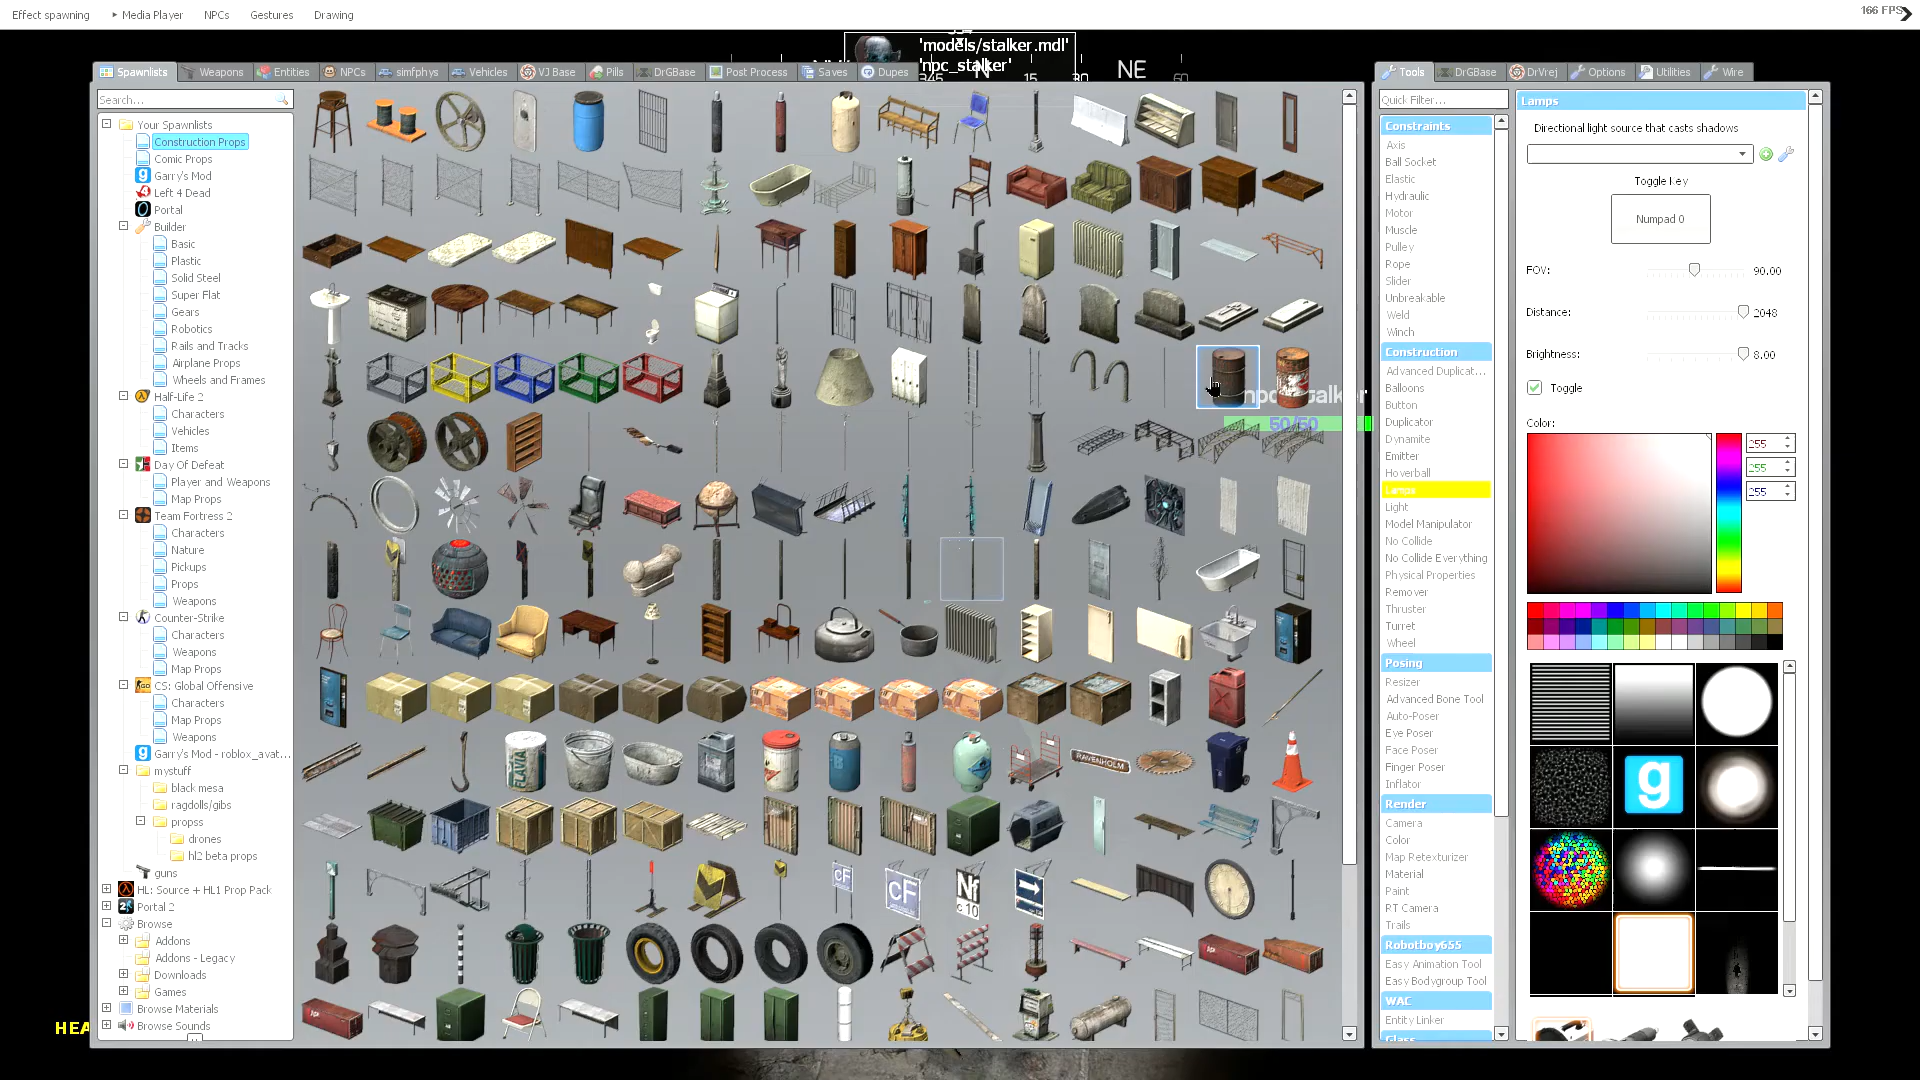 Effect spawning Media Player NPCs Gestures Drawing
166 FPS
'models/stalker.mdl'
'npc_stalker'
345 N 15 30 NE 60
Spawnlists Weapons Entities NPCs simfphys Vehicles VJ Base Pills DrGBase Post Process Saves Dupes
Search...
Your Spawnlists
Construction Props
Comic Props
Garry's Mod
Left 4 Dead
Portal
Builder
Basic
Plastic
Solid Steel
Super Flat
Gears
Robotics
Rails and Tracks
Airplane Props
Wheels and Frames
Half-Life 2
Characters
Vehicles
Items
Day Of Defeat
Player and Weapons
Map Props
Team Fortress 2
Characters
Nature
Pickups
Props
Weapons
Counter-Strike
Characters
Weapons
Map Props
CS: Global Offensive
Characters
Map Props
Weapons
Garry's Mod - roblox_avat...
mystuff
black mesa
ragdolls/gibs
propss
drones
hl2 beta props
guns
HL: Source + HL1 Prop Pack
Portal 2
Browse
Addons
Addons - Legacy
Downloads
Games
Browse Materials
Browse Sounds
HEA
npc_stalker
50/50
RAVENHOLM
cF
cF
Nf
c 10
Tools DrGBase DrVrej Options Utilities Wire
Quick Filter...
Constraints
Axis
Ball Socket
Elastic
Hydraulic
Motor
Muscle
Pulley
Rope
Slider
Unbreakable
Weld
Winch
Construction
Advanced Duplicat...
Balloons
Button
Duplicator
Dynamite
Emitter
Hoverball
Lamps
Light
Model Manipulator
No Collide
No Collide Everything
Physical Properties
Remover
Thruster
Turret
Wheel
Posing
Resizer
Advanced Bone Tool
Auto-Poser
Eye Poser
Face Poser
Finger Poser
Inflator
Render
Camera
Color
Map Retexturizer
Material
Paint
RT Camera
Trails
Robotboy655
Easy Animation Tool
Easy Bodygroup Tool
WAC
Entity Linker
Glass
Lamps
Directional light source that casts shadows
Toggle Key
Numpad 0
FOV: 90.00
Distance: 2048
Brightness: 8.00
Toggle
Color:
255
255
255
g